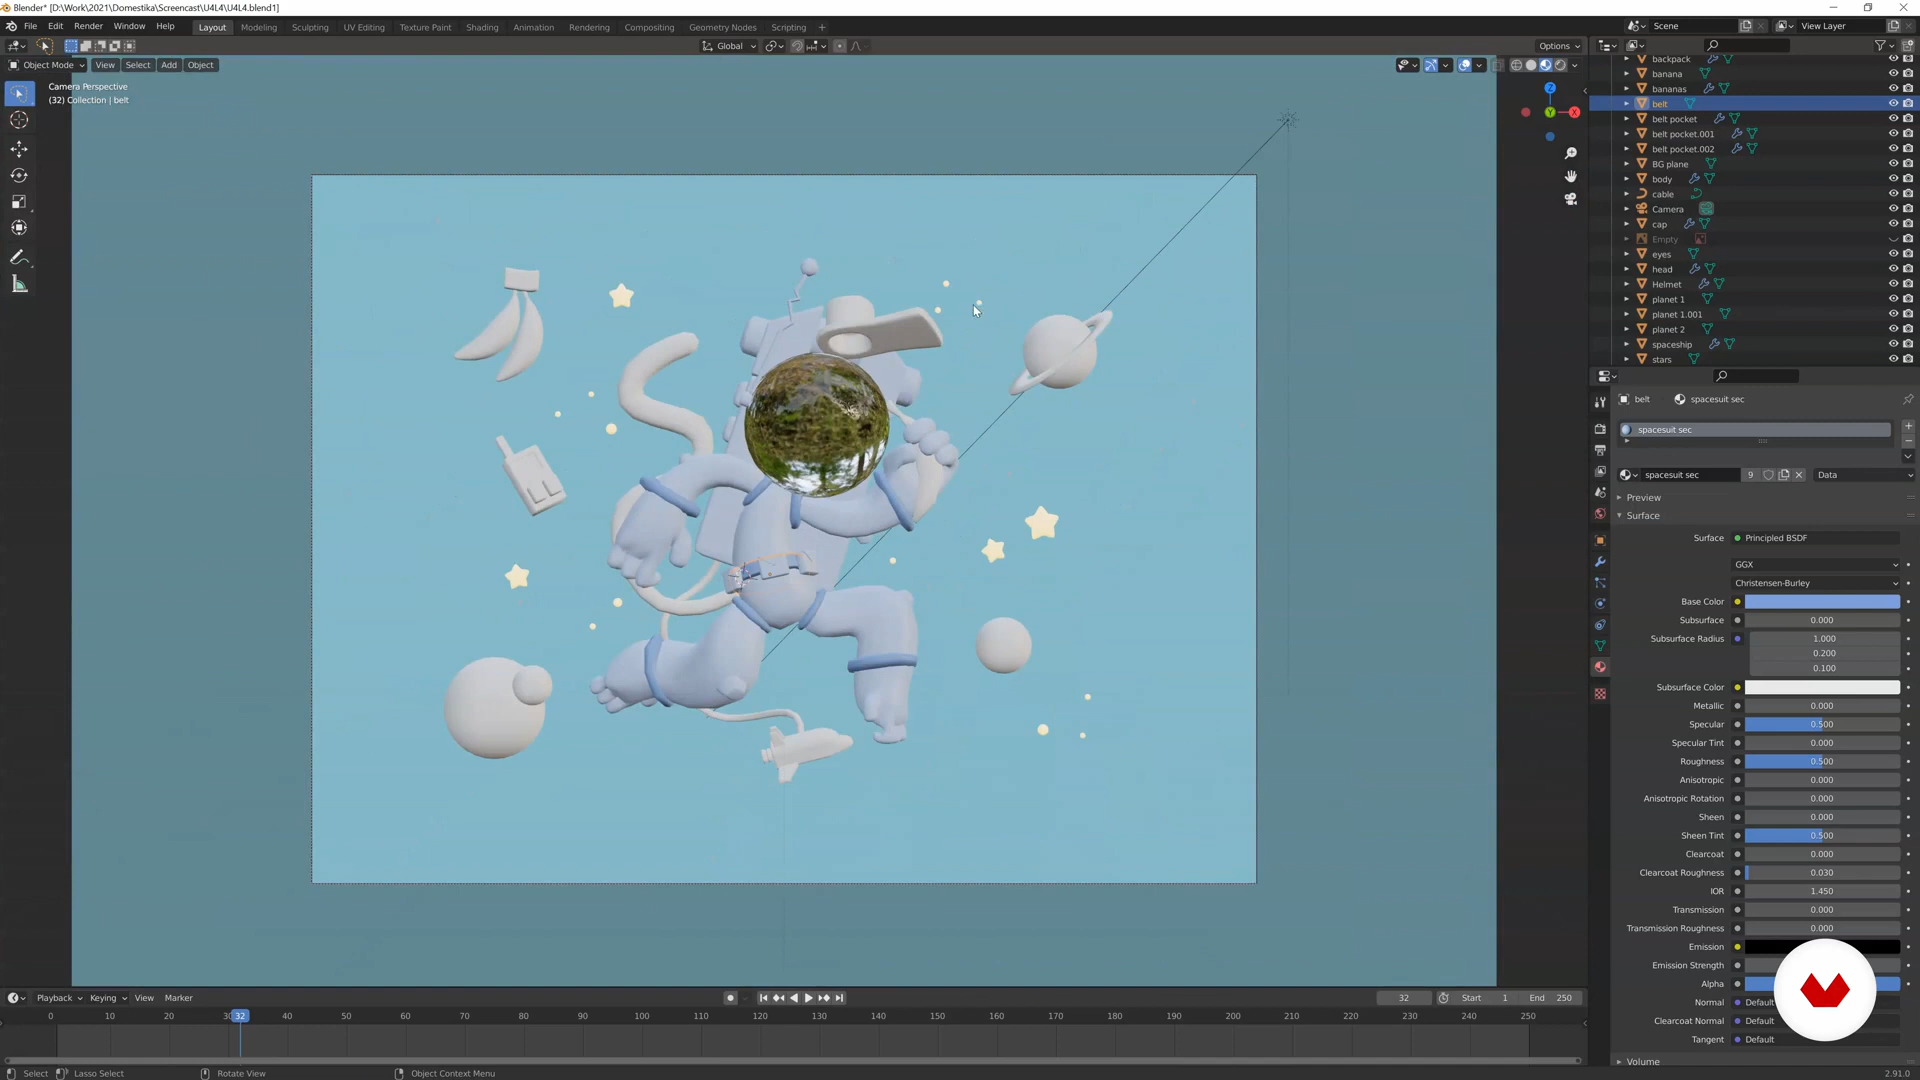 Blender* [D:\Work\2021\Domestika\Screencast\U4L4\U4L4.blend1]
File Edit Render Window Help Layout Modeling Sculpting UV Editing Texture Paint Shading Animation Rendering Compositing Geometry Nodes Scripting + Scene View Layer
Global Options
Object Mode View Select Add Object
Camera Perspective
(32) Collection | belt
Z
Y
X
backpack
banana
bananas
belt
belt pocket
belt pocket.001
belt pocket.002
BG plane
body
cable
Camera
cap
Empty
eyes
head
Helmet
planet 1
planet 1.001
planet 2
spaceship
stars
belt spacesuit sec
spacesuit sec
spacesuit sec 9 Data
Preview
Surface
Surface Principled BSDF
GGX
Christensen-Burley
Base Color
Subsurface 0.000
Subsurface Radius 1.000
0.200
0.100
Subsurface Color
Metallic 0.000
Specular 0.500
Specular Tint 0.000
Roughness 0.500
Anisotropic 0.000
Anisotropic Rotation 0.000
Sheen 0.000
Sheen Tint 0.500
Clearcoat 0.000
Clearcoat Roughness 0.030
IOR 1.450
Transmission 0.000
Transmission Roughness 0.000
Emission
Emission Strength
Alpha
Normal Default
Clearcoat Normal Default
Tangent Default
Volume
Playback Keying View Marker 32 Start 1 End 250
0 10 20 32 40 50 60 70 80 90 100 110 120 130 140 150 160 170 180 190 200 210 220 230 240 250
Select Lasso Select Rotate View Object Context Menu 2.91.0